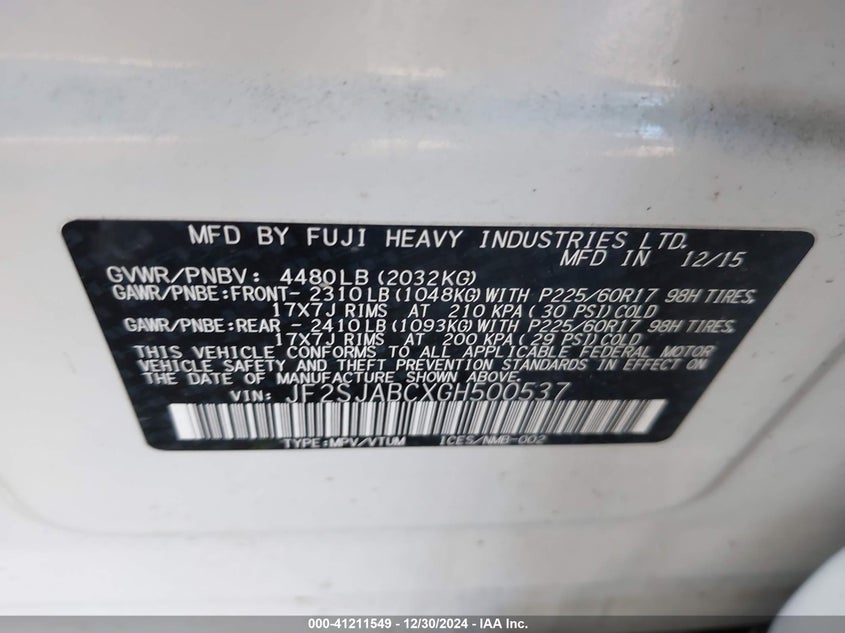 MFD BY FUJI HEAVY INDUSTRIES LTD.
MFD IN 12/15
GVWR/PNBV: 4480LB (2032KG)
GAWR/PNBE:FRONT- 2310LB (1048KG) WITH P225/60R17 98H TIRES,
17X7J RIMS AT 210 KPA (30 PSI) COLD
GAWR/PNBE:REAR - 2410LB (1093KG) WITH P225/60R17 98H TIRES,
17X7J RIMS AT 200 KPA (29 PSI) COLD
THIS VEHICLE CONFORMS TO ALL APPLICABLE FEDERAL MOTOR
VEHICLE SAFETY AND THEFT PREVENTION STANDARDS IN EFFECT ON
THE DATE OF MANUFACTURE SHOWN ABOVE.
VIN: JF2SJABCXGH500537
TYPE:MPV/VTUM ICES/NMB-002
000-41211549 - 12/30/2024 - IAA Inc.